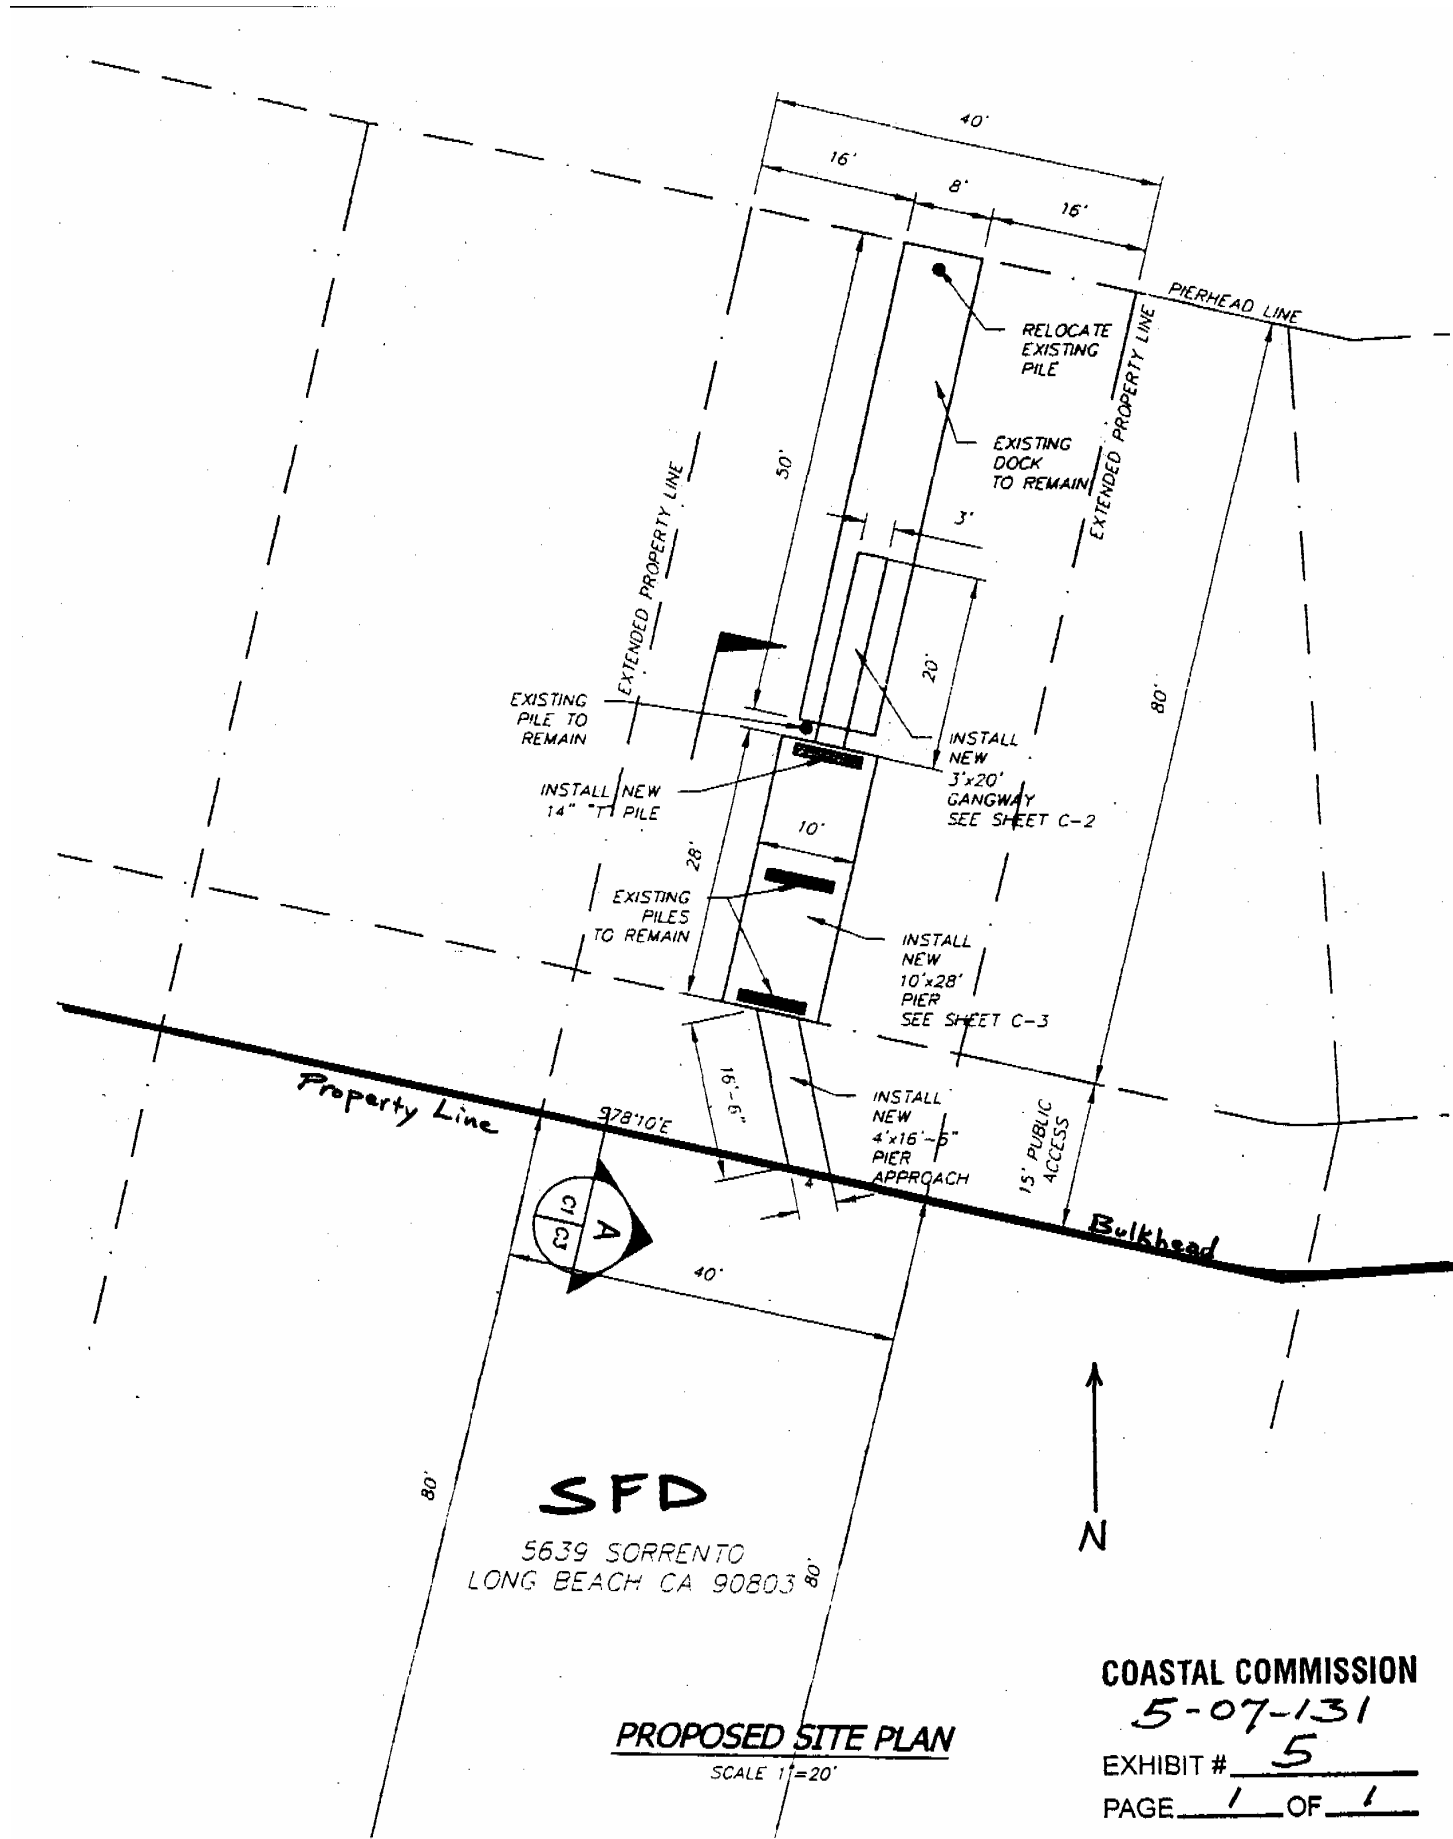 40'
16'
8'
16'
PIERHEAD LINE
RELOCATE
EXISTING
PILE
EXTENDED PROPERTY LINE
EXISTING
DOCK
TO REMAIN
50'
3'
EXTENDED PROPERTY LINE
20'
80'
EXISTING
PILE TO
REMAIN
INSTALL
NEW
3'x20'
GANGWAY
SEE SHEET C-2
INSTALL NEW
14" "T" PILE
10'
28'
EXISTING
PILES
TO REMAIN
INSTALL
NEW
10'x28'
PIER
SEE SHEET C-3
16'-6"
INSTALL
NEW
4'x16'-6"
PIER
APPROACH
15' PUBLIC
ACCESS
Property Line
S78°10'E
4'
Bulkhead
A
C1
C3
40'
80'
SFD
N
5639 SORRENTO
LONG BEACH CA 90803
80'
PROPOSED SITE PLAN
SCALE 1"=20'
COASTAL COMMISSION
5-07-131
EXHIBIT # 5
PAGE 1 OF 1